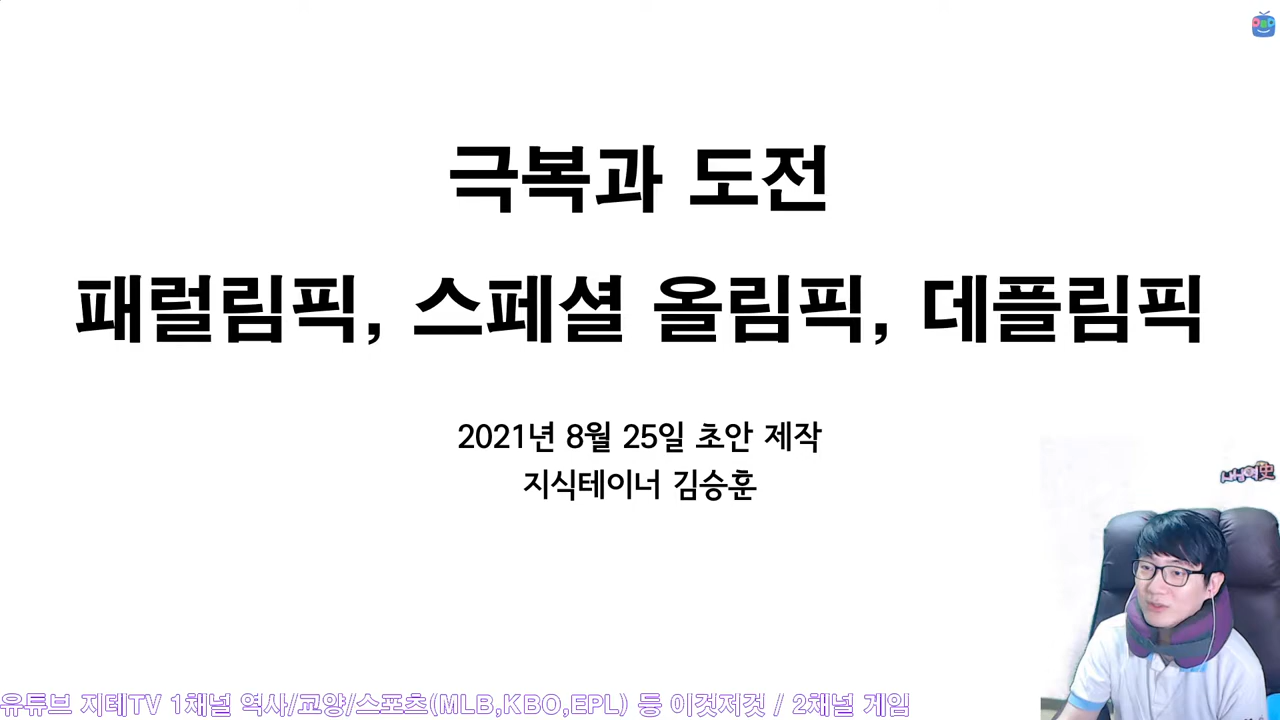 극복과 도전
패럴림픽, 스페셜 올림픽, 데플림픽
2021년 8월 25일 초안 제작
지식테이너 김승훈
유튜브 지테TV 1채널 역사/교양/스포츠(MLB,KBO,EPL) 등 이것저것 / 2채널 게임